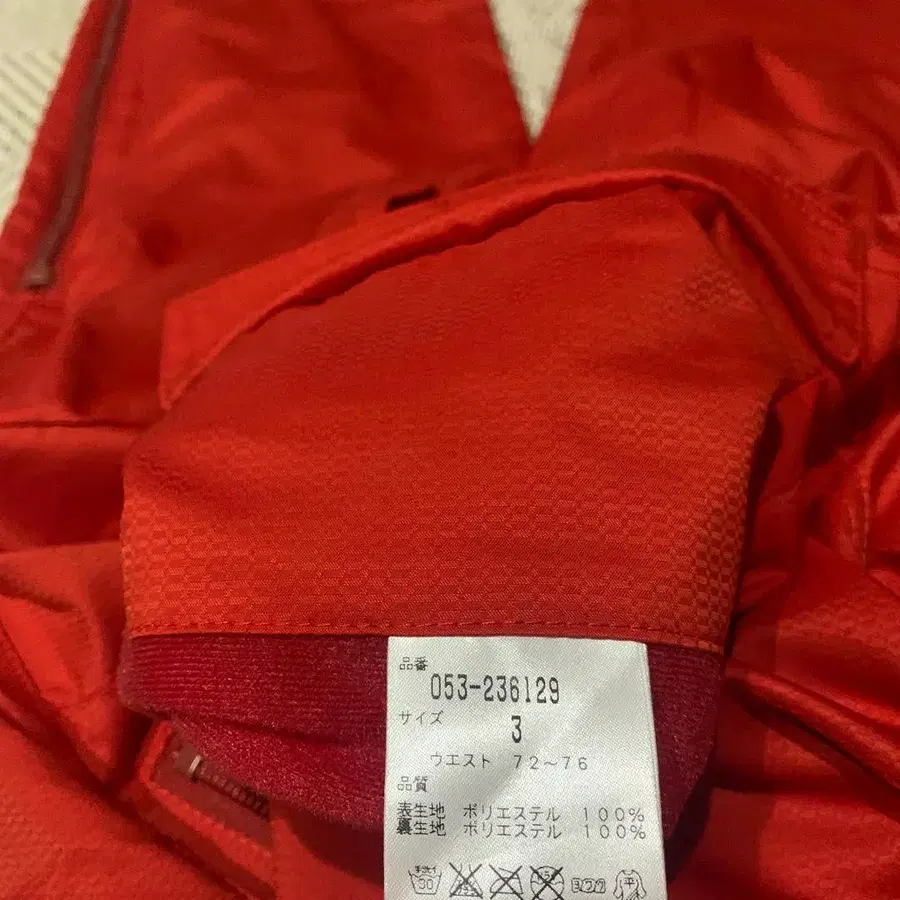 品番
053-236129
サイズ
3
ウエスト 72～76
品質
表生地 ポリエステル 100%
裏生地 ポリエステル 100%
30